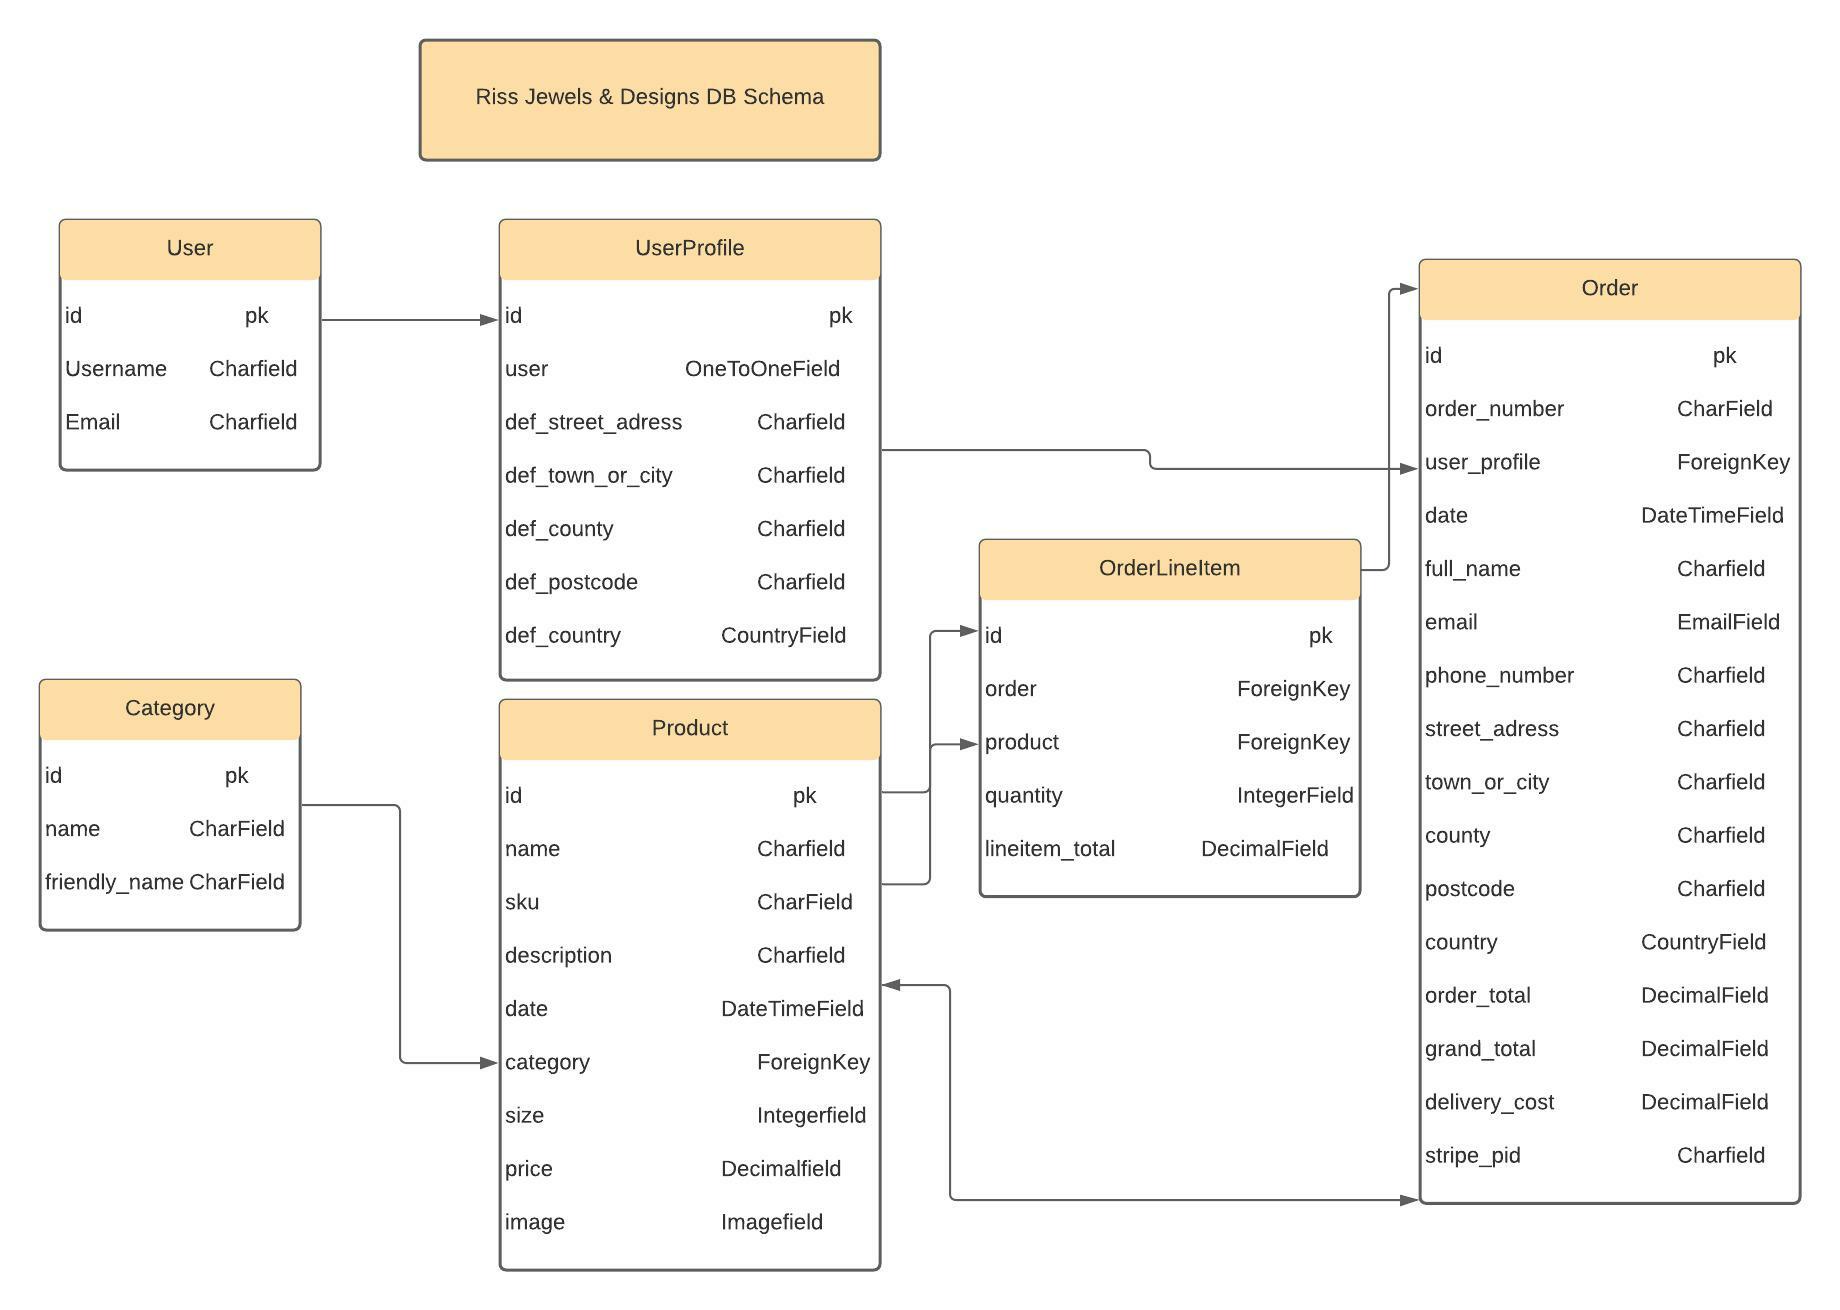 Riss Jewels & Designs DB Schema
User
id pk
Username Charfield
Email Charfield
UserProfile
id pk
user OneToOneField
def_street_adress Charfield
def_town_or_city Charfield
def_county Charfield
def_postcode Charfield
def_country CountryField
Order
id pk
order_number CharField
user_profile ForeignKey
date DateTimeField
full_name Charfield
email EmailField
phone_number Charfield
street_adress Charfield
town_or_city Charfield
county Charfield
postcode Charfield
country CountryField
order_total DecimalField
grand_total DecimalField
delivery_cost DecimalField
stripe_pid Charfield
OrderLineItem
id pk
order ForeignKey
product ForeignKey
quantity IntegerField
lineitem_total DecimalField
Category
id pk
name CharField
friendly_name CharField
Product
id pk
name Charfield
sku CharField
description Charfield
date DateTimeField
category ForeignKey
size Integerfield
price Decimalfield
image Imagefield